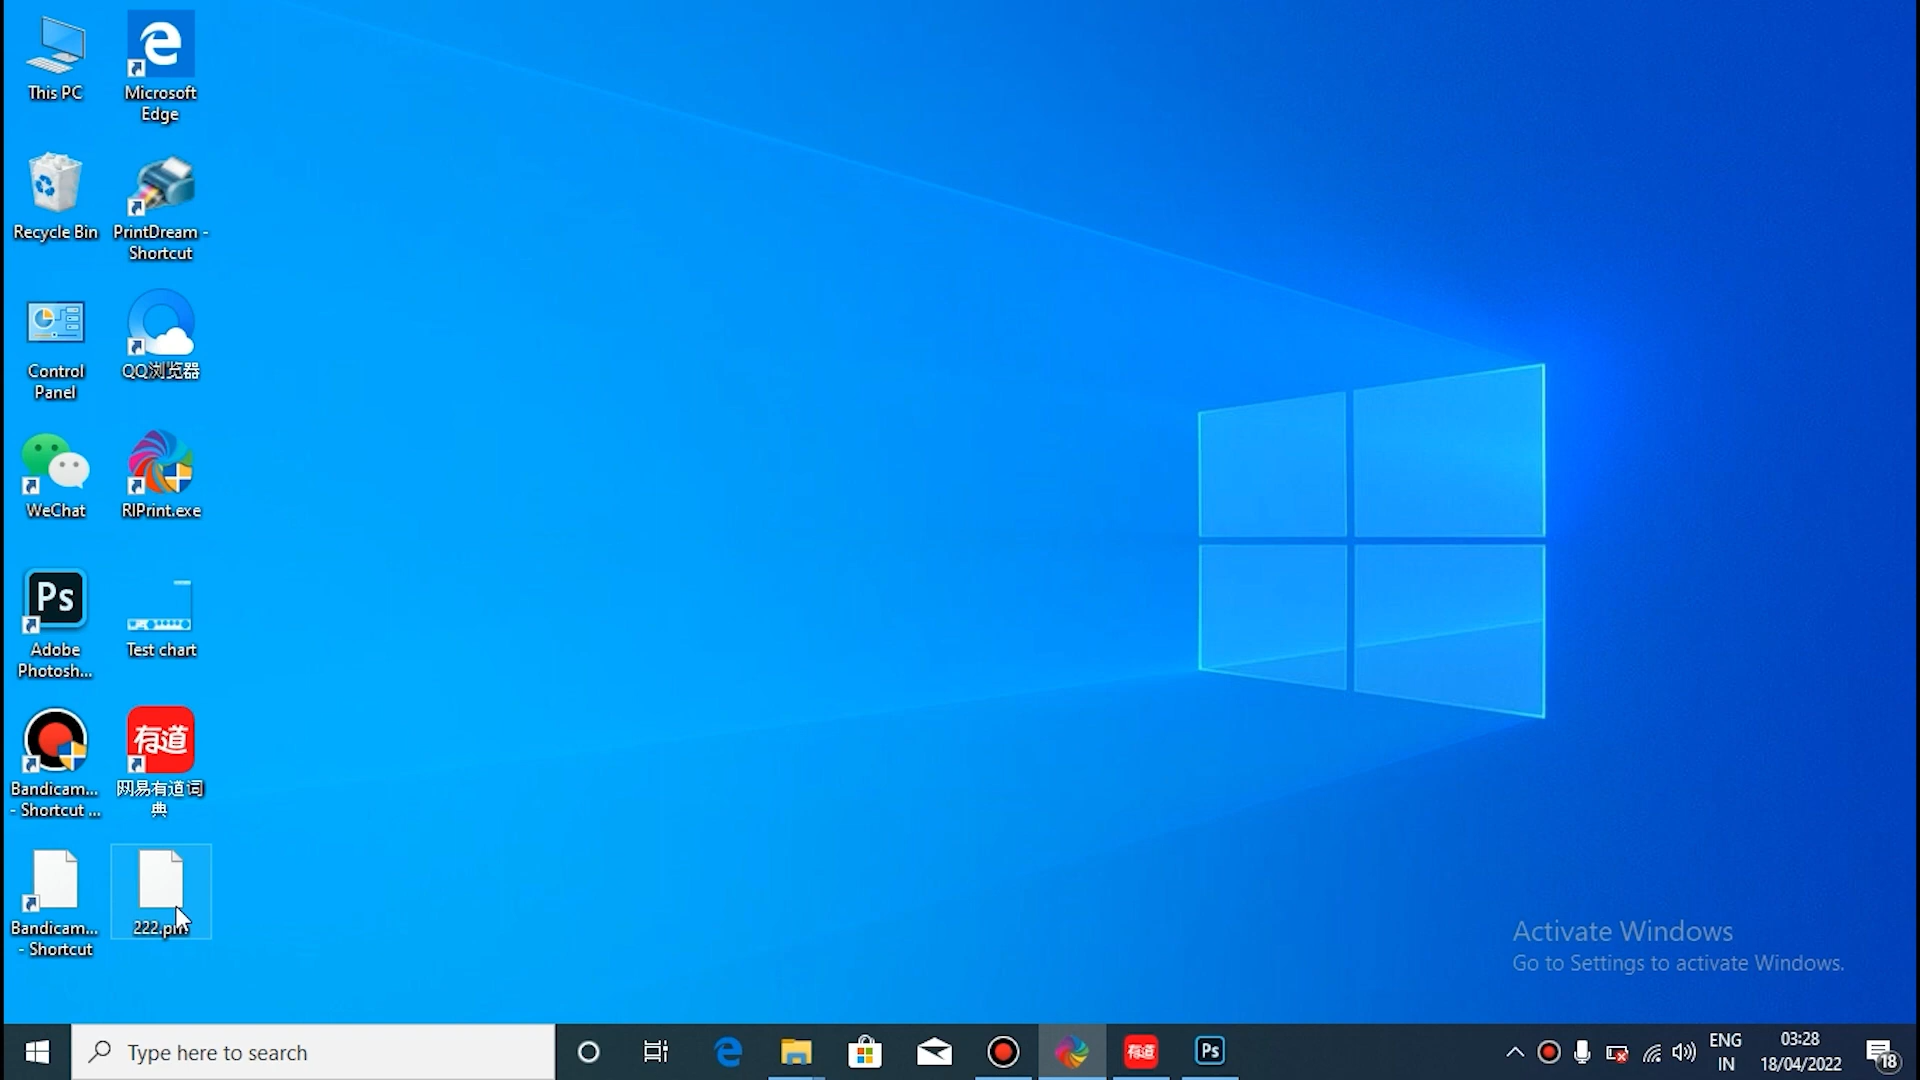 This PC
Microsoft
Edge
Recycle Bin
PrintDream -
Shortcut
Control
Panel
QQ浏览器
WeChat
RIPrint.exe
Ps
Adobe
Photosh...
Test chart
有道
Bandicam...
- Shortcut ...
网易有道词
典
Bandicam...
- Shortcut
Activate Windows
Go to Settings to activate Windows.
Type here to search
有道
Ps
ENG
IN
03:28
18/04/2022
18